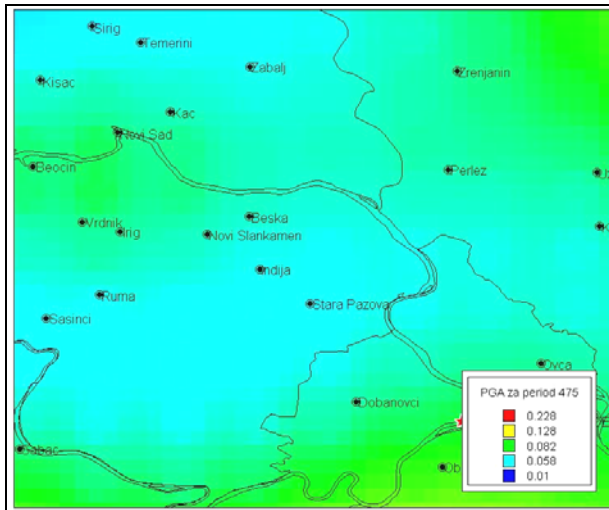 Sirig
Temerini
Kisac
Zabalj
Zrenjanin
Kac
Novi Sad
Beocin
Perlez
Vrdnik
Irig
Beska
Novi Slankamen
Indija
Ruma
Stara Pazova
Sasinci
Ovca
Dobanovci
PGA za period 475
0.228
0.128
0.082
0.058
0.01